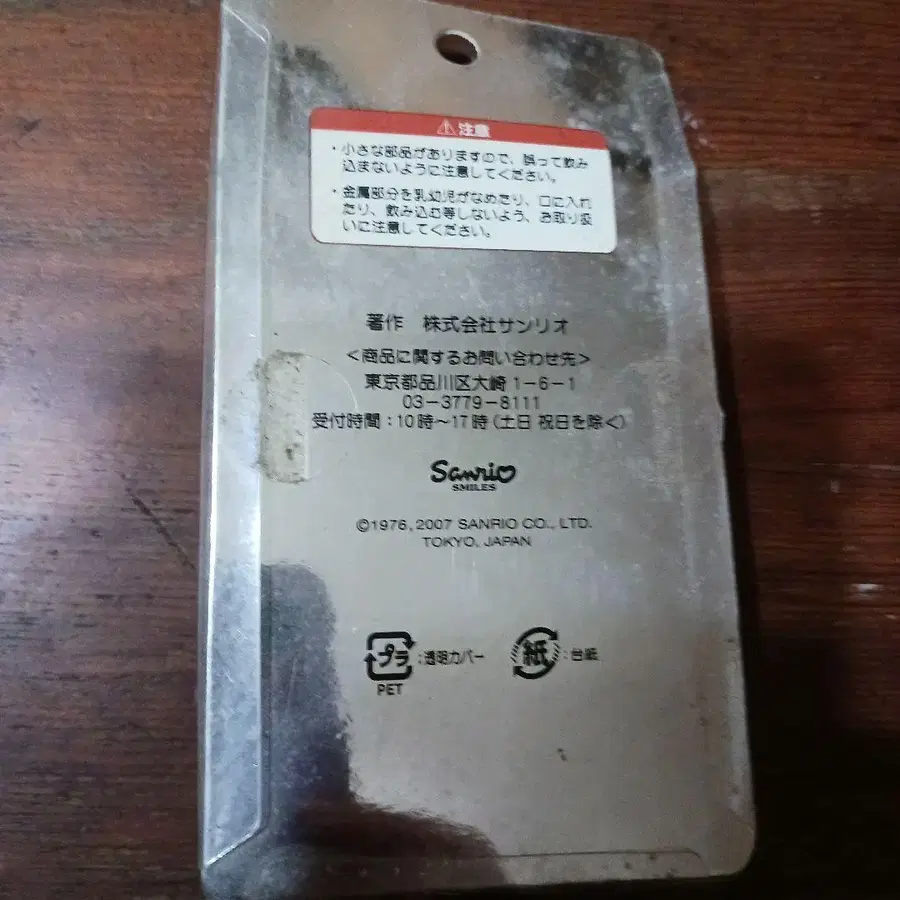 ⚠注意
・小さな部品がありますので、誤って飲み
込まないように注意してください。
・金属部分を乳幼児がなめたり、口に入れ
たり、飲み込む等しないよう、お取り扱
いに注意してください。
著作 株式会社サンリオ
<商品に関するお問い合わせ先>
東京都品川区大崎1-6-1
03-3779-8111
受付時間:10時~17時(土日 祝日を除く)
Sanrio
SMILES
©1976, 2007 SANRIO CO., LTD.
TOKYO, JAPAN
プラ:透明カバー 紙:台紙
PET